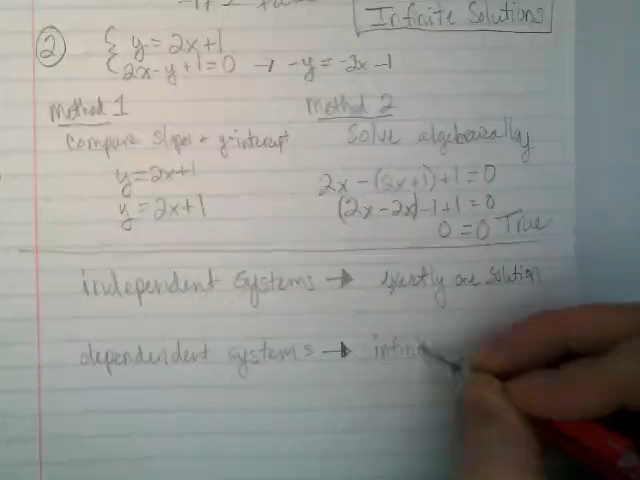 Infinite Solutions
② { y = 2x+1
{ 2x-y+1=0 → -y = -2x-1
Method 1
Compare slopes + y-intercept
y=2x+1
y=2x+1
Method 2
Solve algebraically
2x-(2x+1)+1=0
(2x-2x)-1+1=0
0=0 True
independent systems → exactly one solution
dependent systems → infini